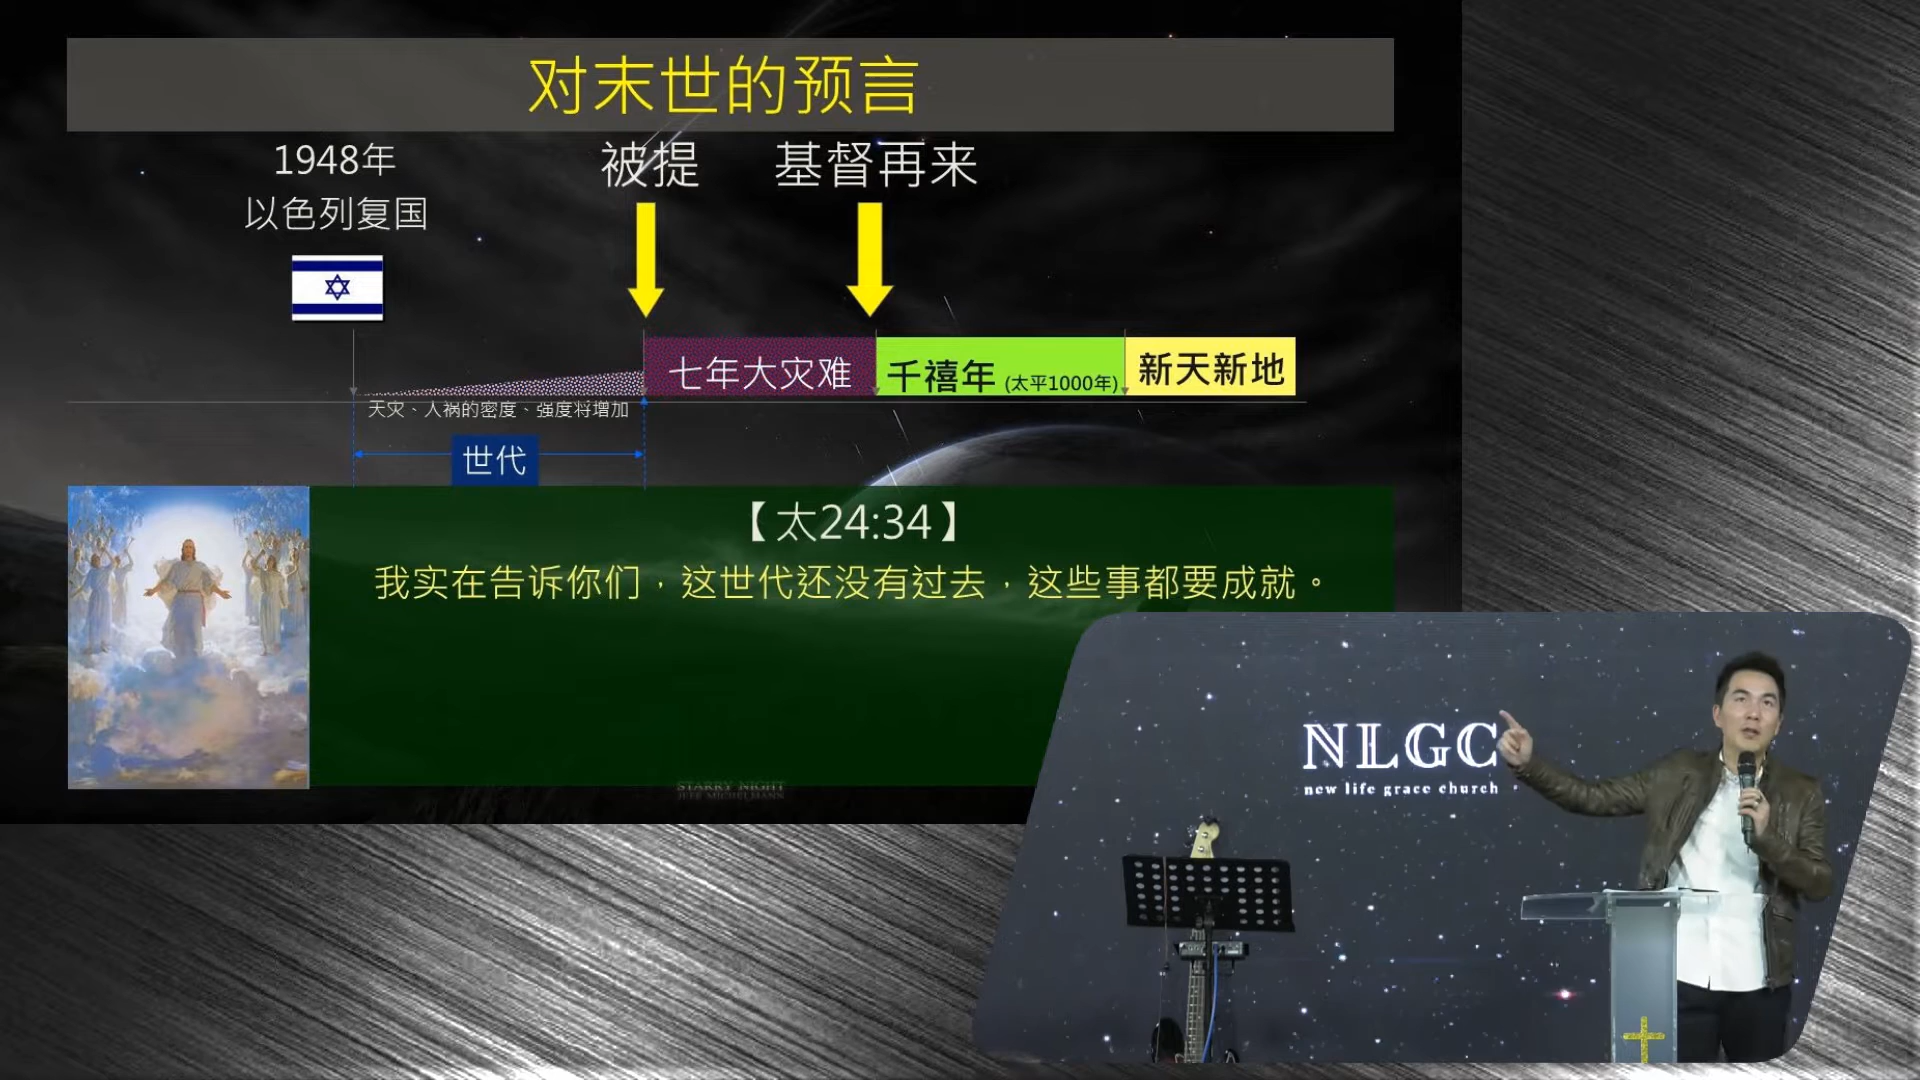 对末世的预言
1948年
以色列复国
被提
基督再来
七年大灾难
千禧年 (太平1000年)
新天新地
天灾、人祸的密度、强度将增加
世代
【太24:34】
我实在告诉你们，这世代还没有过去，这些事都要成就。
STARRY NIGHT
JEFF MICHELMANN
NLGC
new life grace church